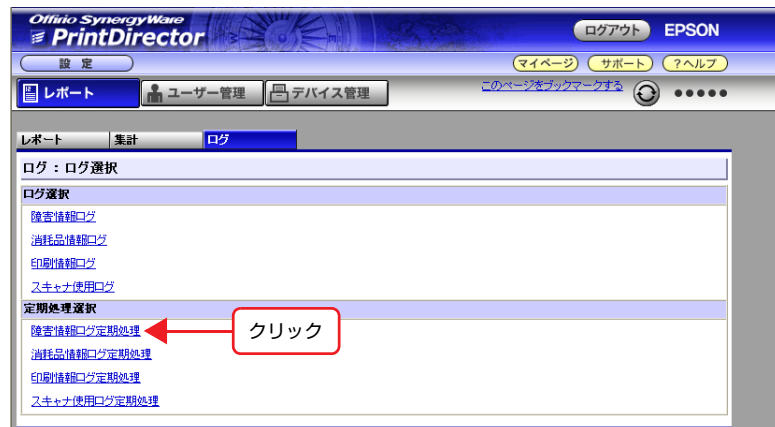 Offirio SynergyWare
PrintDirector
ログアウト EPSON
設 定
マイページ サポート ?ヘルプ
レポート ユーザー管理 デバイス管理 このページをブックマークする
レポート 集計 ログ
ログ:ログ選択
ログ選択
障害情報ログ
消耗品情報ログ
印刷情報ログ
スキャナ使用ログ
定期処理選択
障害情報ログ定期処理 クリック
消耗品情報ログ定期処理
印刷情報ログ定期処理
スキャナ使用ログ定期処理